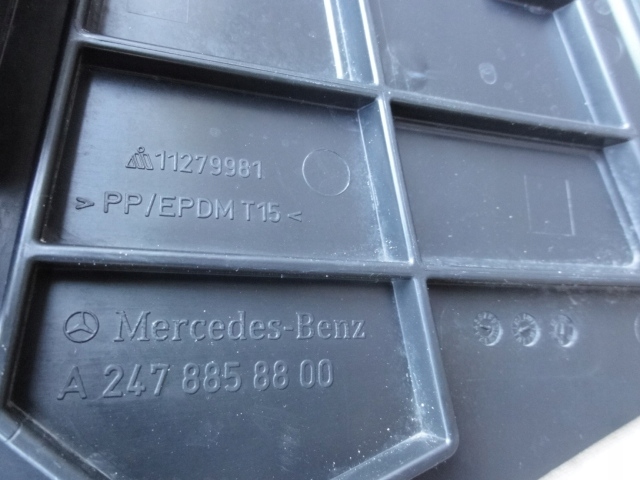 11279981
> PP/EPDM T15 <
Mercedes-Benz
A 247 885 88 00